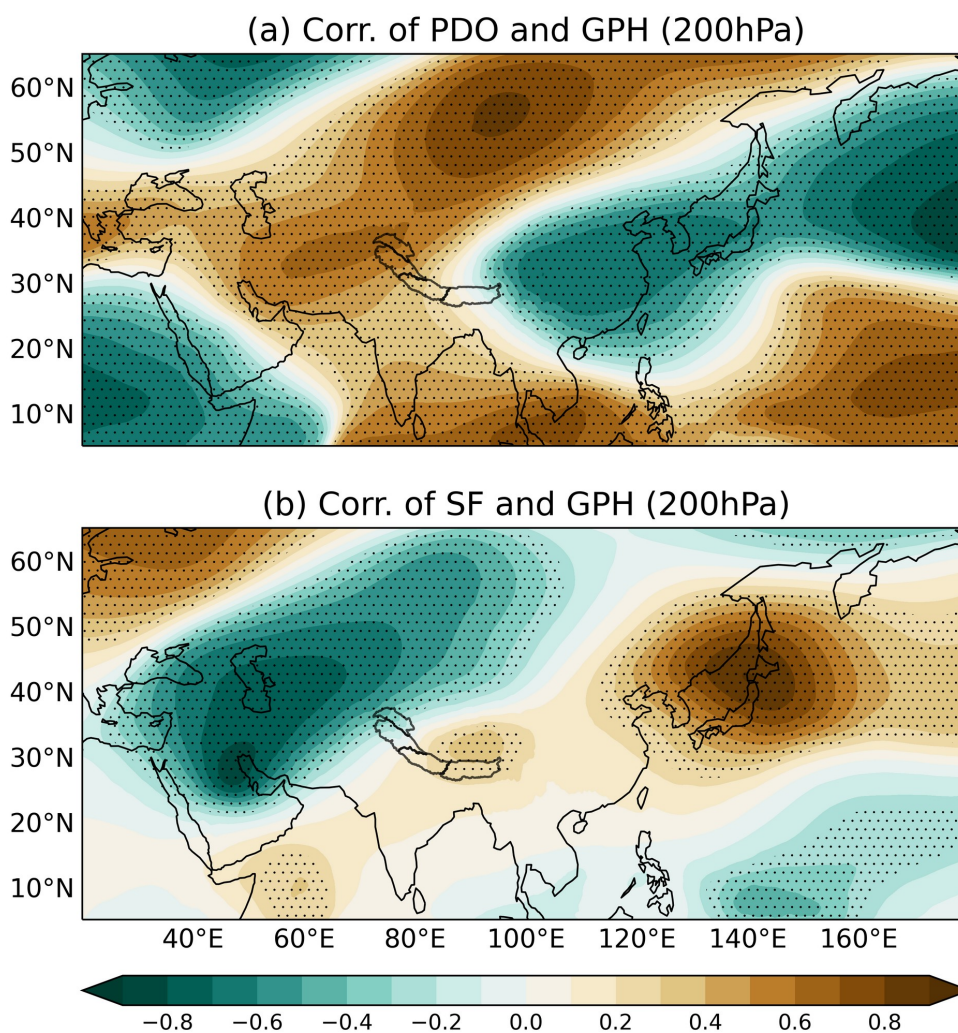 (a) Corr. of PDO and GPH (200hPa)
60°N
50°N
40°N
30°N
20°N
10°N
(b) Corr. of SF and GPH (200hPa)
60°N
50°N
40°N
30°N
20°N
10°N
40°E 60°E 80°E 100°E 120°E 140°E 160°E
−0.8 −0.6 −0.4 −0.2 0.0 0.2 0.4 0.6 0.8